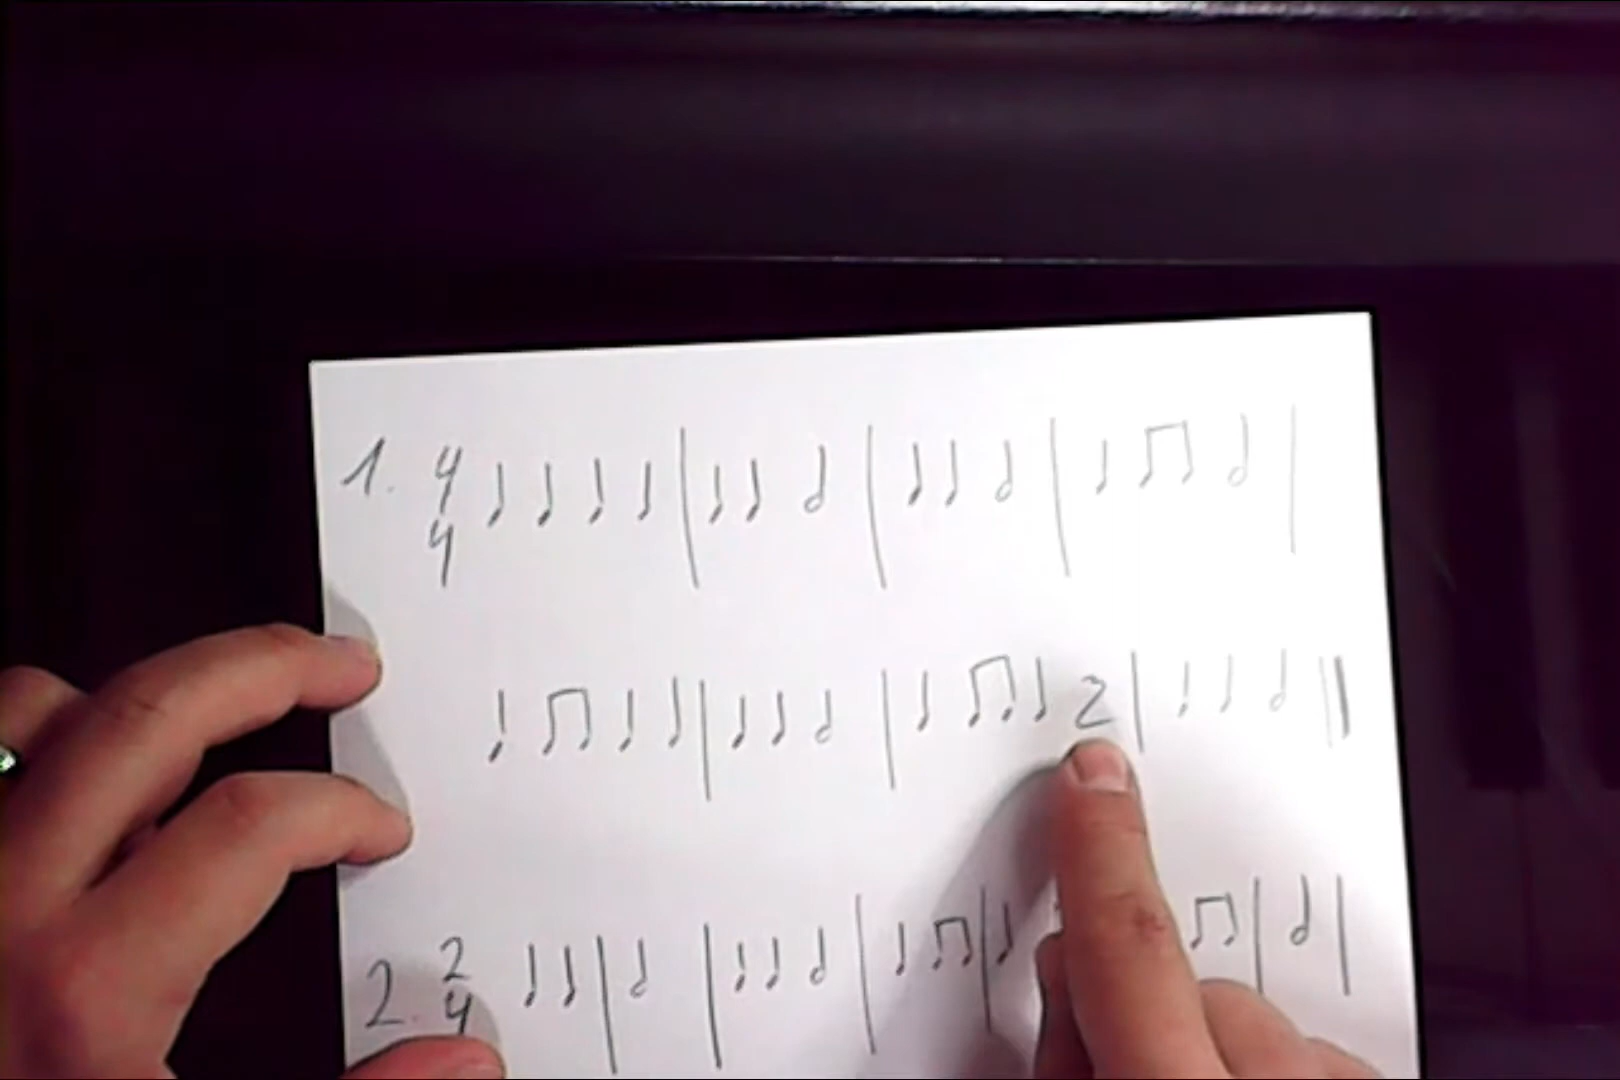 1. 4 4 ♩ ♩ ♩ ♩ | ♩ ♩ 𝅗𝅥 | ♩ ♩ 𝅗𝅥 | ♩ ♫ 𝅗𝅥 |
♩ ♫ ♩ ♩ | ♩ ♩ 𝅗𝅥 | ♩ ♫ ♩ 𝄽 | ♩ ♩ 𝅗𝅥 ‖
2. 2 4 ♩ ♩ | 𝅗𝅥 | ♩ ♩ 𝅗𝅥 | ♩ ♫ | ♩ ♫ | 𝅗𝅥 |